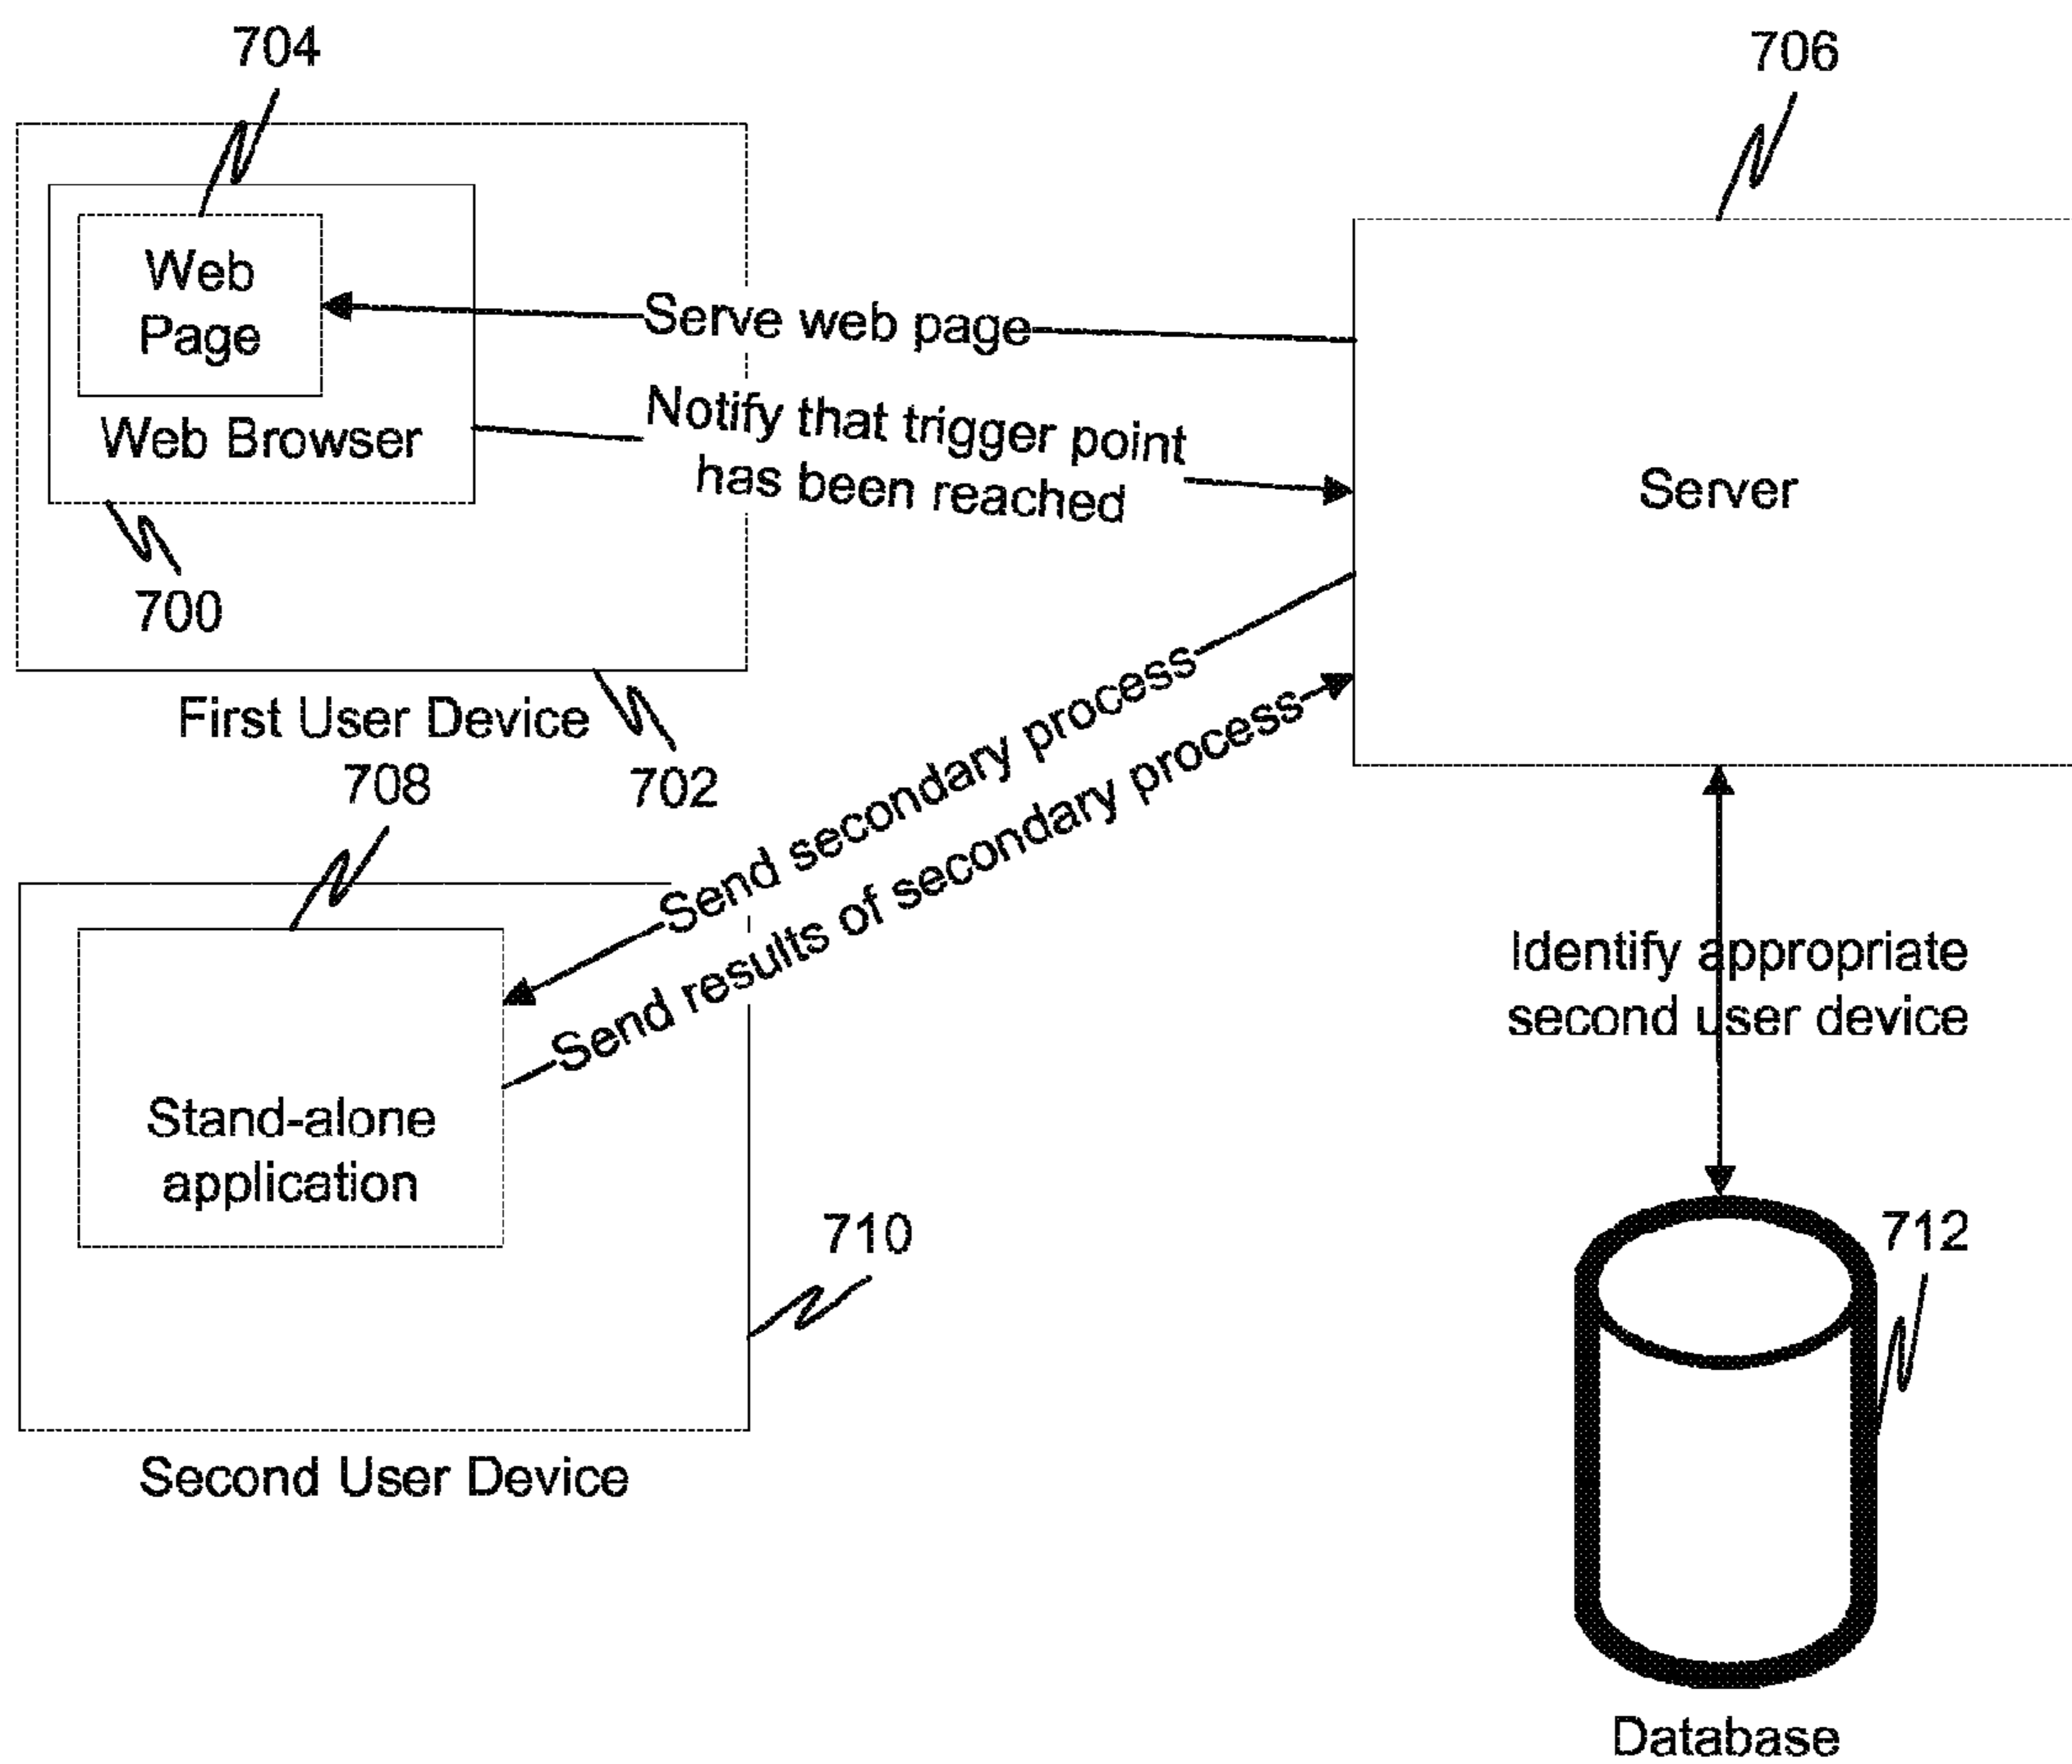 704
706
Web
Page
Serve web page
Notify that trigger point
has been reached
Web Browser
Server
700
First User Device
702
708
Send secondary process
Send results of secondary process
Identify appropriate
second user device
Stand-alone
application
710
712
Second User Device
Database